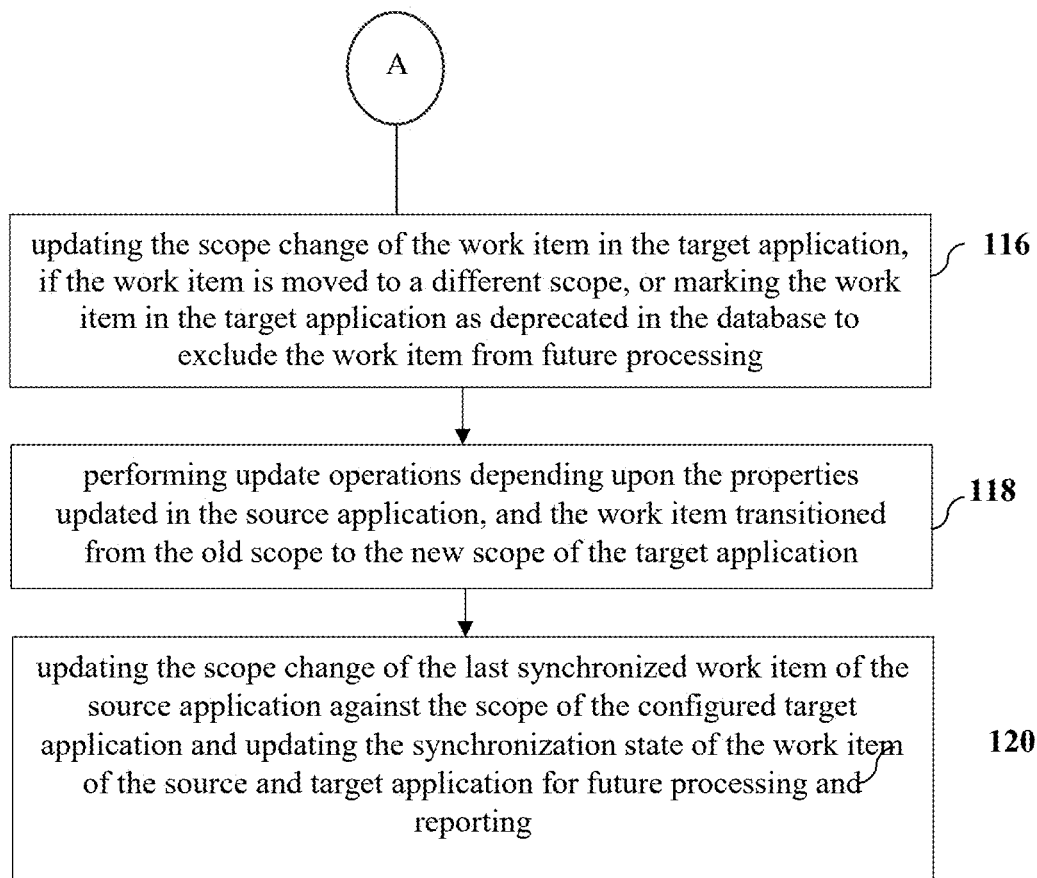 A
updating the scope change of the work item in the target application,
if the work item is moved to a different scope, or marking the work
item in the target application as deprecated in the database to
exclude the work item from future processing
116
performing update operations depending upon the properties
updated in the source application, and the work item transitioned
from the old scope to the new scope of the target application
118
updating the scope change of the last synchronized work item of the
source application against the scope of the configured target
application and updating the synchronization state of the work item
of the source and target application for future processing and
reporting
120